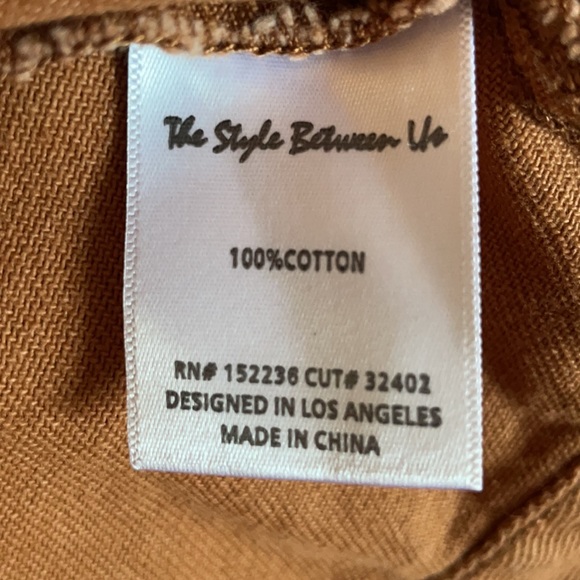 The Style Between Us
100%COTTON
RN# 152236 CUT# 32402
DESIGNED IN LOS ANGELES
MADE IN CHINA